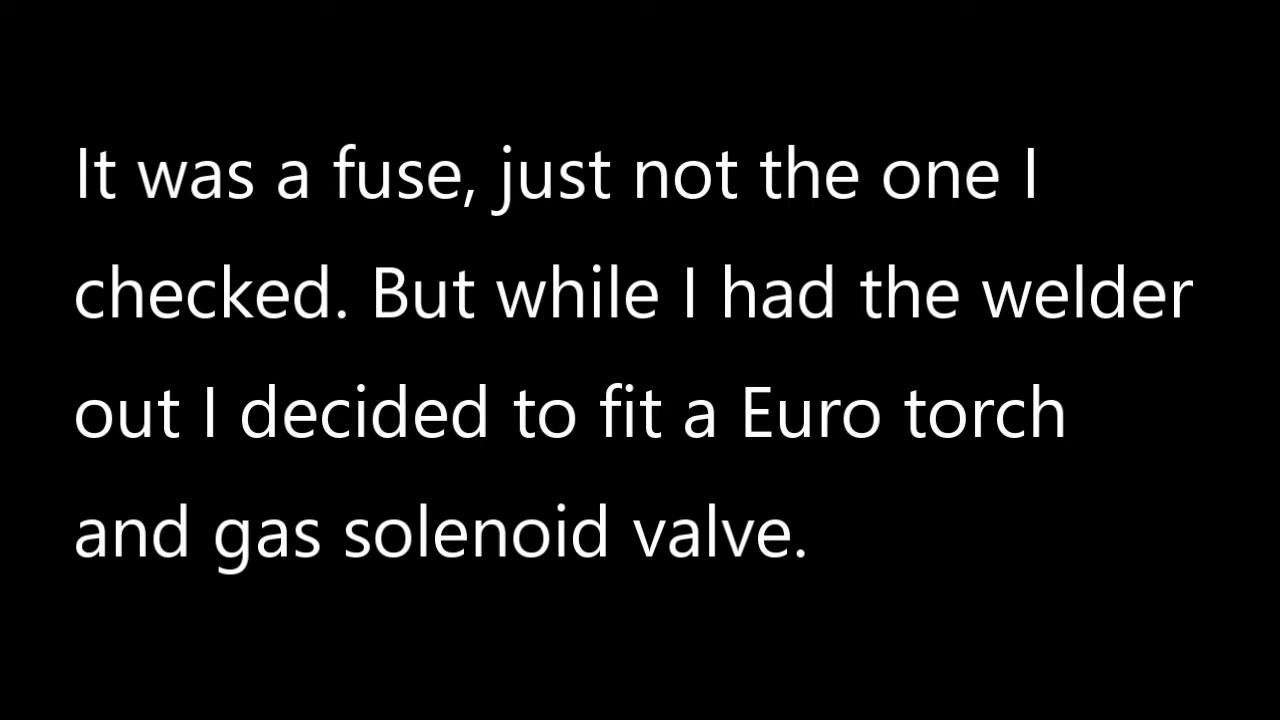 It was a fuse, just not the one I
checked. But while I had the welder
out I decided to fit a Euro torch
and gas solenoid valve.